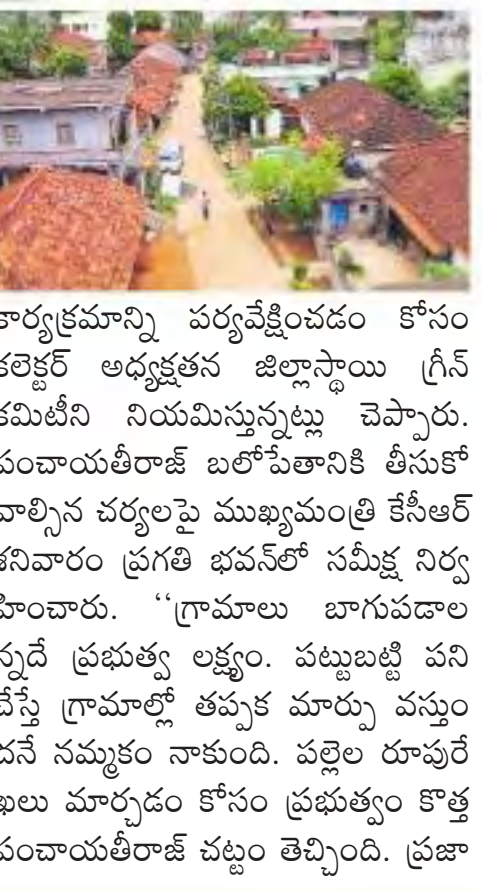 కార్యక్రమాన్ని పర్యవేక్షించడం కోసం
కలెక్టర్ అధ్యక్షతన జిల్లాస్థాయి గ్రీన్
కమిటీని నియమిస్తున్నట్లు చెప్పారు.
పంచాయతీరాజ్ బలోపేతానికి తీసుకో
వాల్సిన చర్యలపై ముఖ్యమంత్రి కేసీఆర్
శనివారం ప్రగతి భవన్‌లో సమీక్ష నిర్వ
హించారు. ‘‘గ్రామాలు బాగుపడాల
న్నదే ప్రభుత్వ లక్ష్యం. పట్టుబట్టి పని
చేస్తే గ్రామాల్లో తప్పక మార్పు వస్తుం
దనే నమ్మకం నాకుంది. పల్లెల రూపురే
ఖలు మార్చడం కోసం ప్రభుత్వం కొత్త
పంచాయతీరాజ్ చట్టం తెచ్చింది. ప్రజా